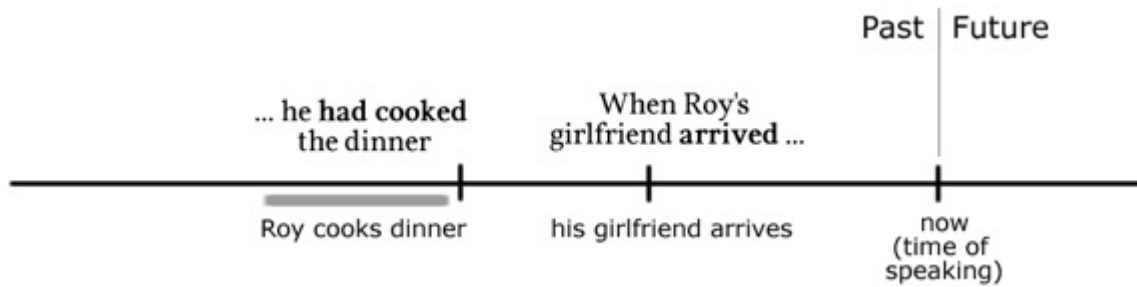 Past Future
... he had cooked
the dinner
When Roy's
girlfriend arrived ...
Roy cooks dinner
his girlfriend arrives
now
(time of
speaking)